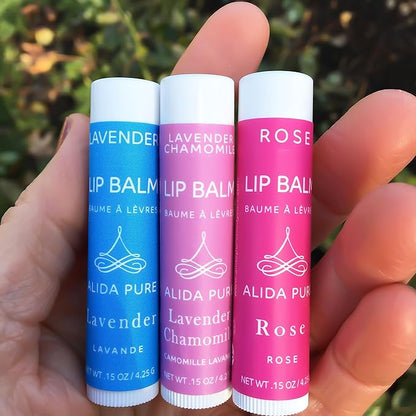 LAVENDER
LIP BALM
BAUME À LÈVRES
ALIDA PURE
Lavender
LAVANDE
NET WT .15 OZ / 4.25 G
LAVENDER
CHAMOMILE
LIP BALM
BAUME À LÈVRES
ALIDA PURE
Lavender
Chamomil
CAMOMILLE LAVAN
NET WT .15 OZ / 4.2
ROSE
LIP BALM
BAUME À LÈVRES
ALIDA PURE
Rose
ROSE
NET WT .15 OZ / 4.25